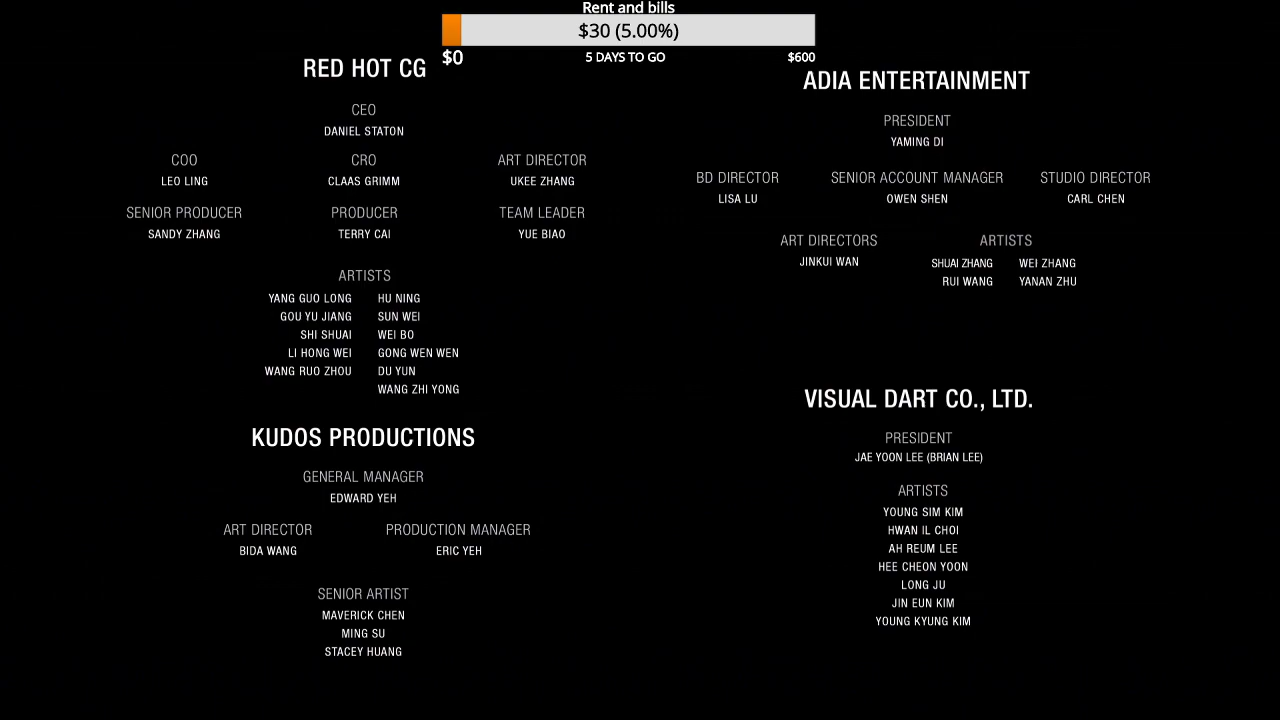 Rent and bills
$30 (5.00%)
$0 5 DAYS TO GO $600
RED HOT CG
CEO
DANIEL STATON
COO CRO ART DIRECTOR
LEO LING CLAAS GRIMM UKEE ZHANG
SENIOR PRODUCER PRODUCER TEAM LEADER
SANDY ZHANG TERRY CAI YUE BIAO
ARTISTS
YANG GUO LONG HU NING
GOU YU JIANG SUN WEI
SHI SHUAI WEI BO
LI HONG WEI GONG WEN WEN
WANG RUO ZHOU DU YUN
WANG ZHI YONG
KUDOS PRODUCTIONS
GENERAL MANAGER
EDWARD YEH
ART DIRECTOR PRODUCTION MANAGER
BIDA WANG ERIC YEH
SENIOR ARTIST
MAVERICK CHEN
MING SU
STACEY HUANG
ADIA ENTERTAINMENT
PRESIDENT
YAMING DI
BD DIRECTOR SENIOR ACCOUNT MANAGER STUDIO DIRECTOR
LISA LU OWEN SHEN CARL CHEN
ART DIRECTORS ARTISTS
JINKUI WAN SHUAI ZHANG WEI ZHANG
RUI WANG YANAN ZHU
VISUAL DART CO., LTD.
PRESIDENT
JAE YOON LEE (BRIAN LEE)
ARTISTS
YOUNG SIM KIM
HWAN IL CHOI
AH REUM LEE
HEE CHEON YOON
LONG JU
JIN EUN KIM
YOUNG KYUNG KIM